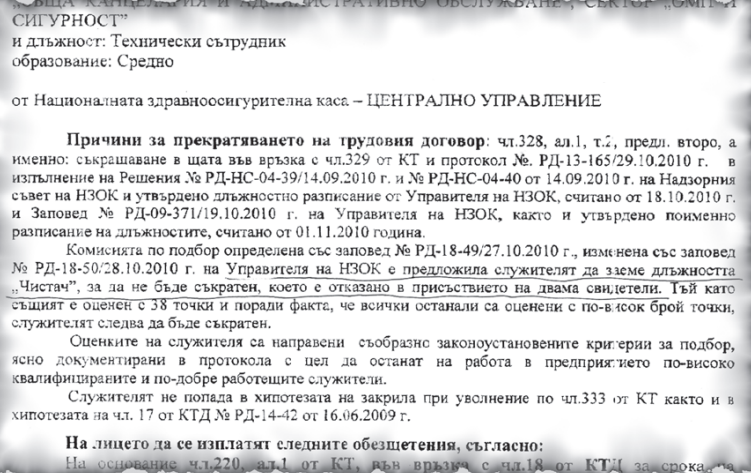 „ОБЩА КАНЦЕЛАРИЯ И АДМИНИСТРАТИВНО ОБСЛУЖВАНЕ", СЕКТОР „ОМП И
СИГУРНОСТ”
и длъжност: Технически сътрудник
образование: Средно
от Националната здравноосигурителна каса – ЦЕНТРАЛНО УПРАВЛЕНИЕ
Причини за прекратяването на трудовия договор: чл.328, ал.1, т.2, предл. второ, а
именно: съкращаване в щата във връзка с чл.329 от КТ и протокол №. РД-13-165/29.10.2010 г. в
изпълнение на Решения № РД-НС-04-39/14.09.2010 г. и № РД-НС-04-40 от 14.09.2010 г. на Надзорния
съвет на НЗОК и утвърдено длъжностно разписание от Управителя на НЗОК, считано от 18.10.2010 г.
и Заповед № РД-09-371/19.10.2010 г. на Управителя на НЗОК, както и утвърдено поименно
разписание на длъжностите, считано от 01.11.2010 година.
Комисията по подбор определена със заповед № РД-18-49/27.10.2010 г., изменена със заповед
№ РД-18-50/28.10.2010 г. на Управителя на НЗОК е предложила служителят да заеме длъжността
„Чистач”, за да не бъде съкратен, което е отказано в присъствието на двама свидетели. Тъй като
същият е оценен с 38 точки и поради факта, че всички останали са оценени с по-висок брой точки,
служителят следва да бъде съкратен.
Оценките на служителя са направени съобразно законоустановените критерии за подбор,
ясно документирани в протокола с цел да останат на работа в предприятието по-високо
квалифицираните и по-добре работещите служители.
Служителят не попада в хипотезата на закрила при уволнение по чл.333 от КТ както и в
хипотезата на чл. 17 от КТД № РД-14-42 от 16.06.2009 г.
На лицето да се изплатят следните обезщетения, съгласно:
На основание чл.220, ал.1 от КТ, във връзка с чл.18 от КТД за срока на